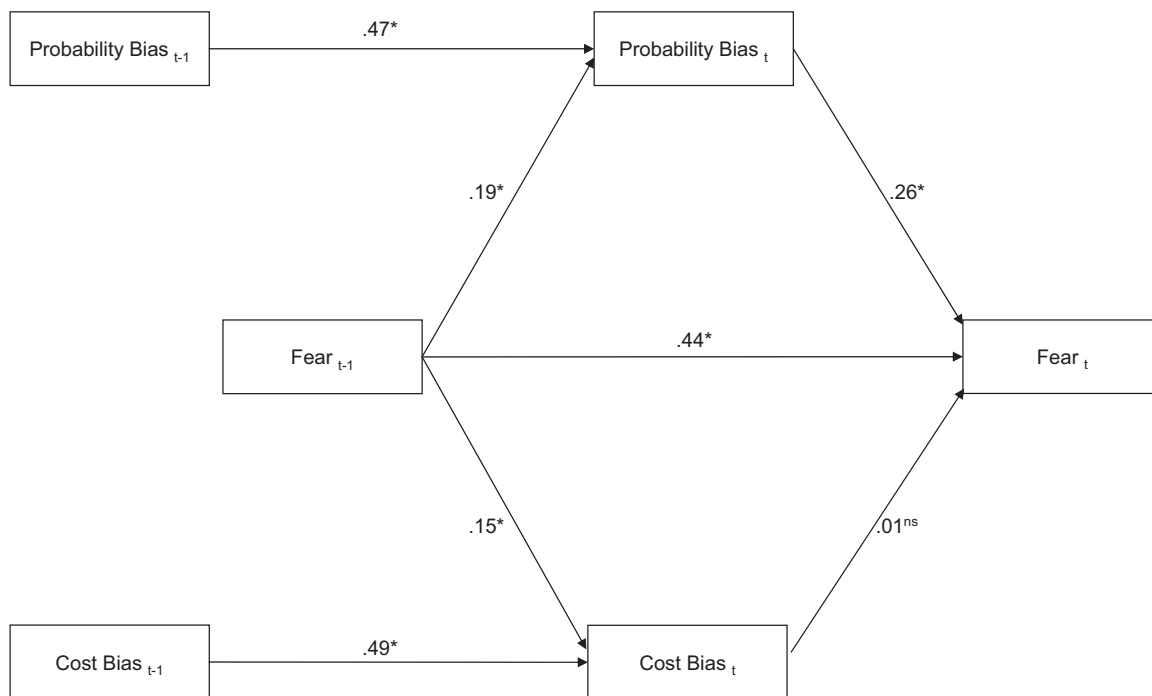 .47*
Probability Bias t-1
Probability Bias t
.19*
.26*
Fear t-1
.44*
Fear t
.15*
.01ns
Cost Bias t-1
.49*
Cost Bias t